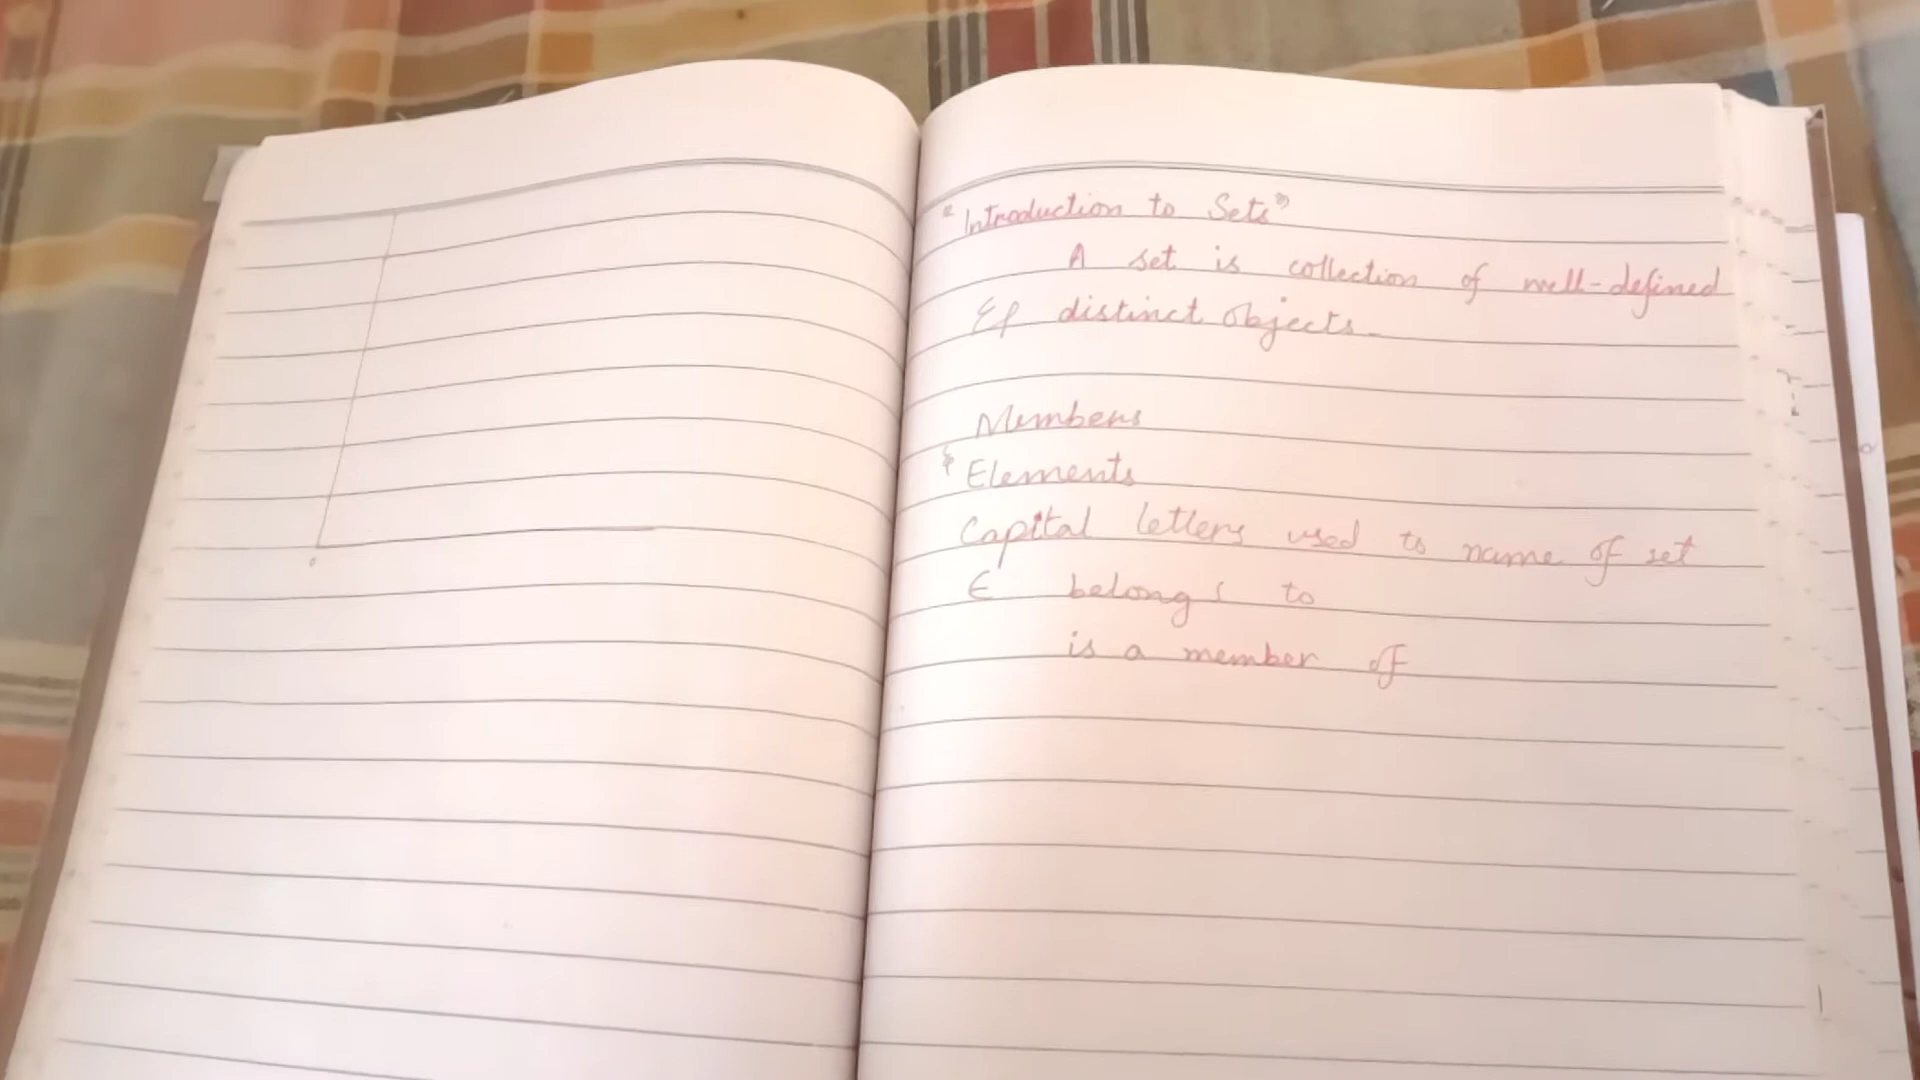 "Introduction to Sets"
A set is collection of well-defined
& distinct objects.
Members
& Elements
Capital letters used to name of set
∈ belongs to
is a member of